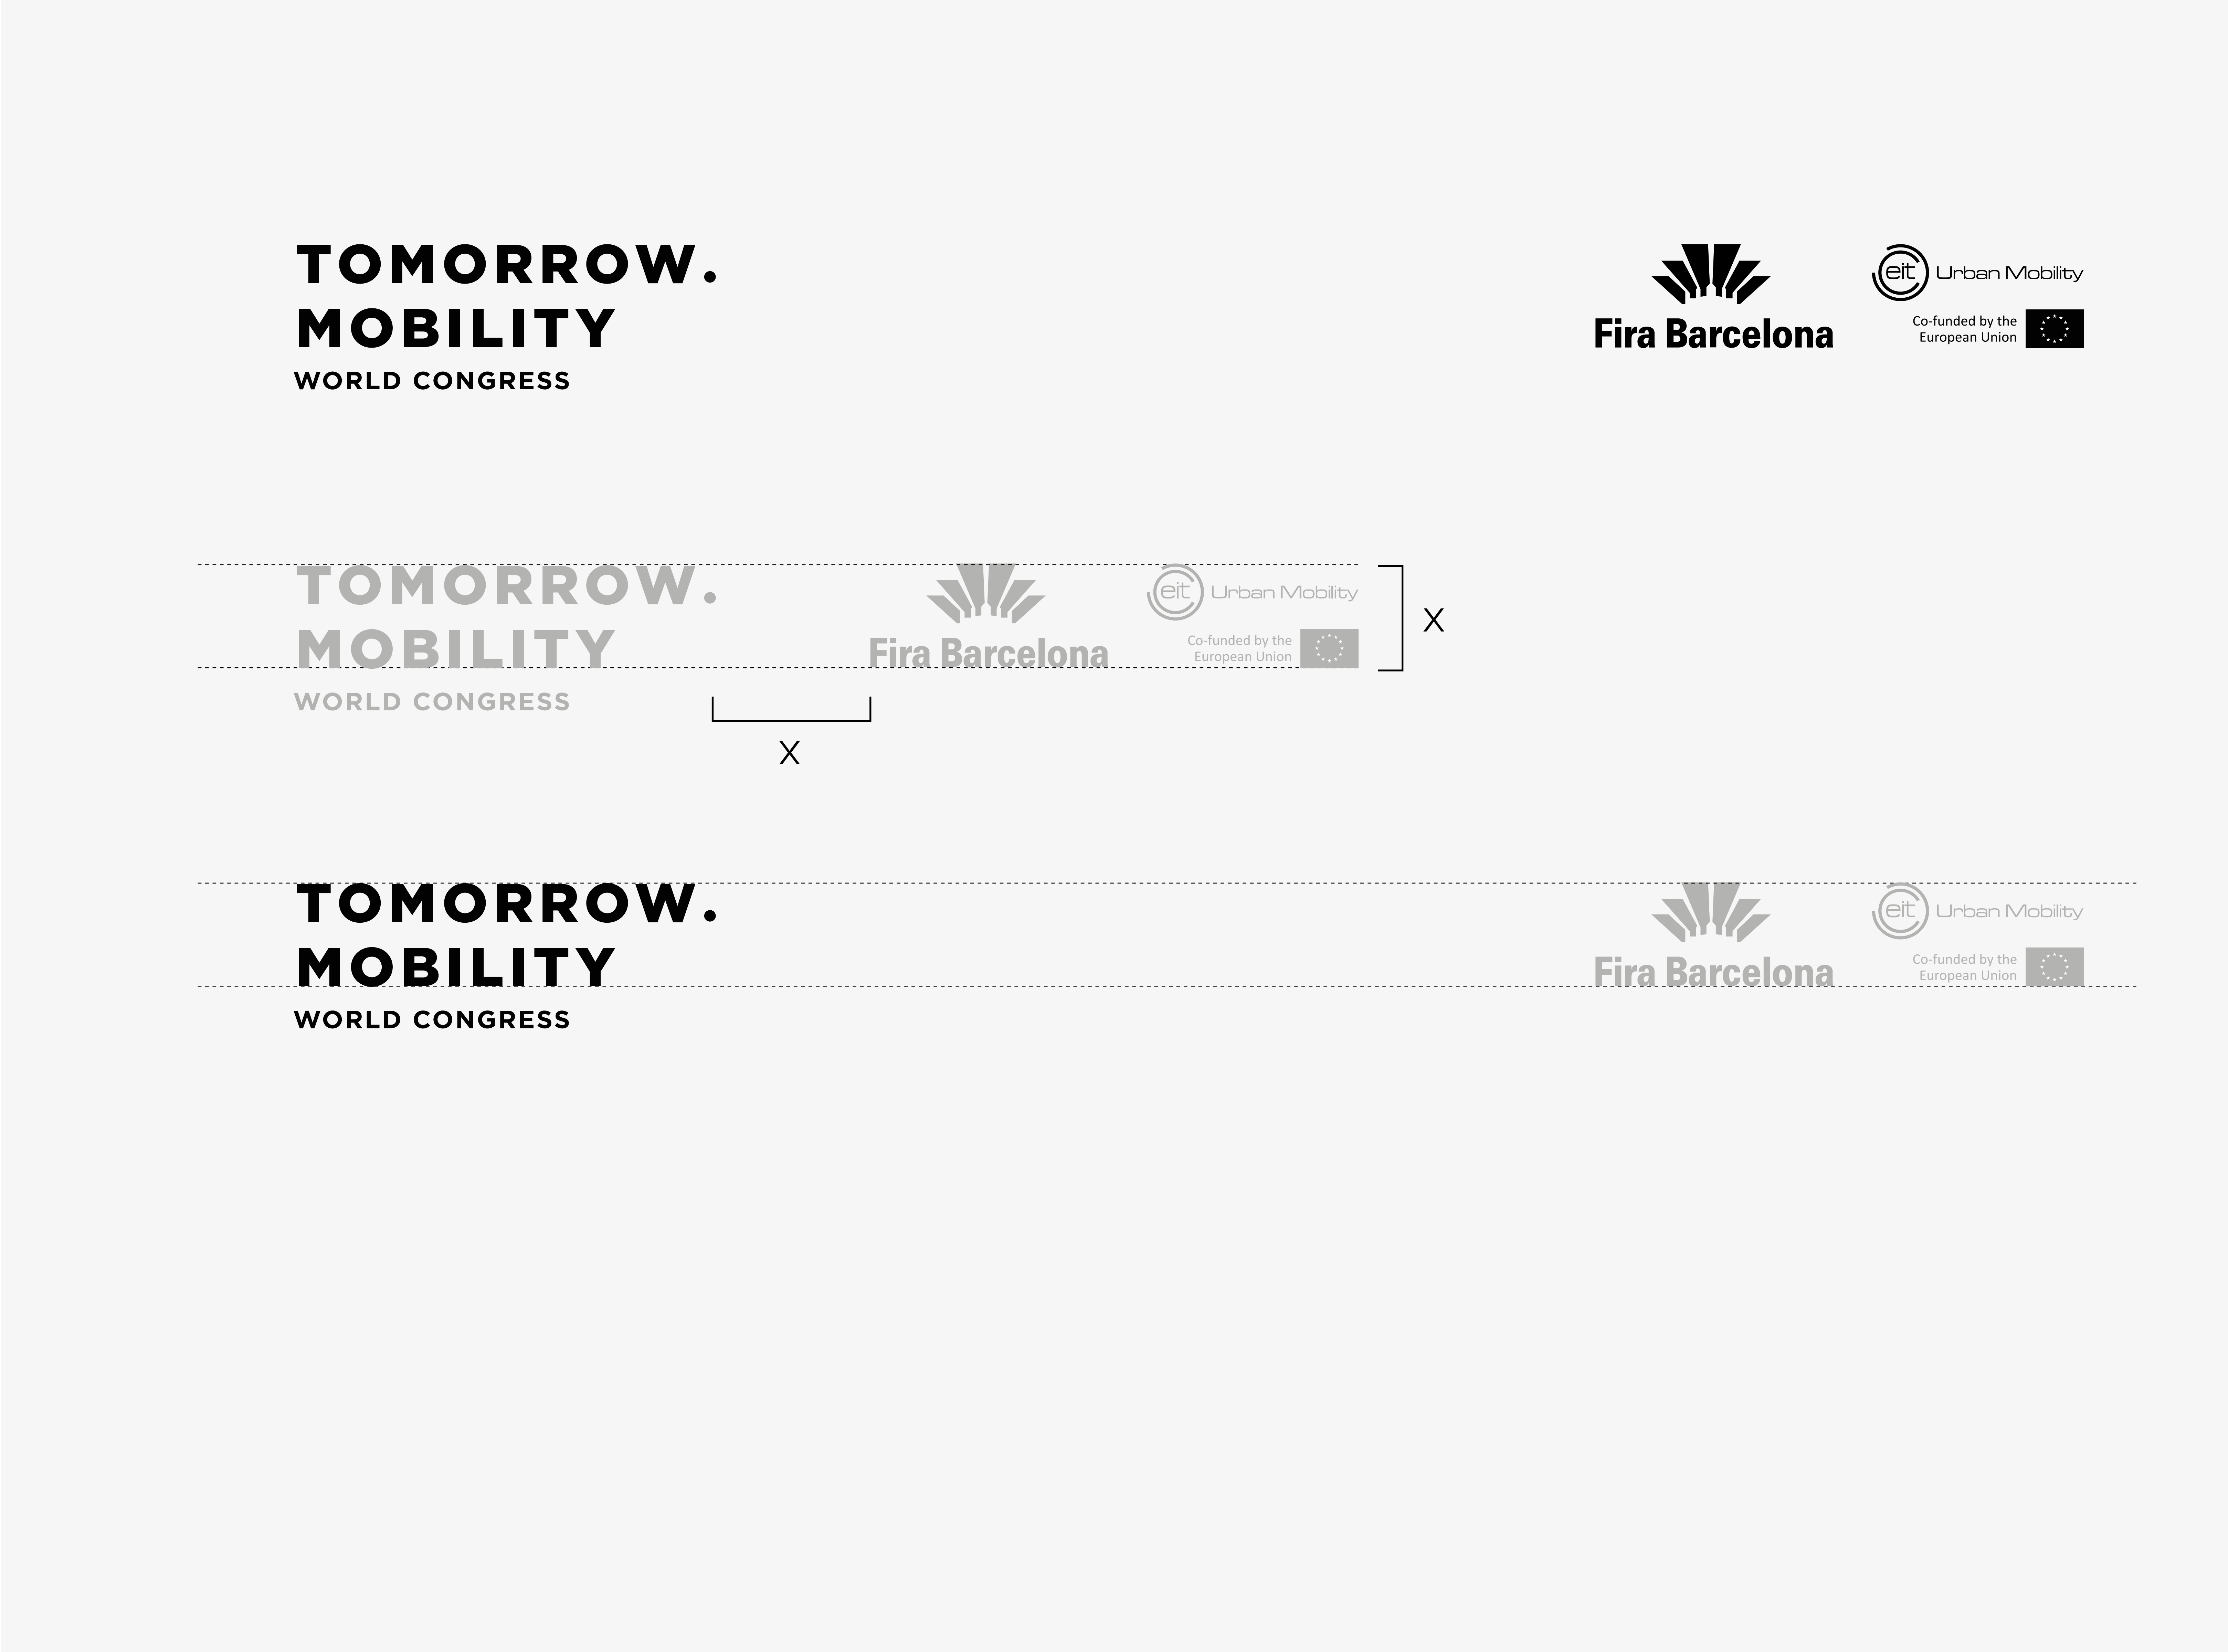 TOMORROW.
MOBILITY
WORLD CONGRESS
Fira Barcelona
eit Urban Mobility
Co-funded by the
European Union
TOMORROW.
MOBILITY
WORLD CONGRESS
Fira Barcelona
eit Urban Mobility
Co-funded by the
European Union
X
X
TOMORROW.
MOBILITY
WORLD CONGRESS
Fira Barcelona
eit Urban Mobility
Co-funded by the
European Union